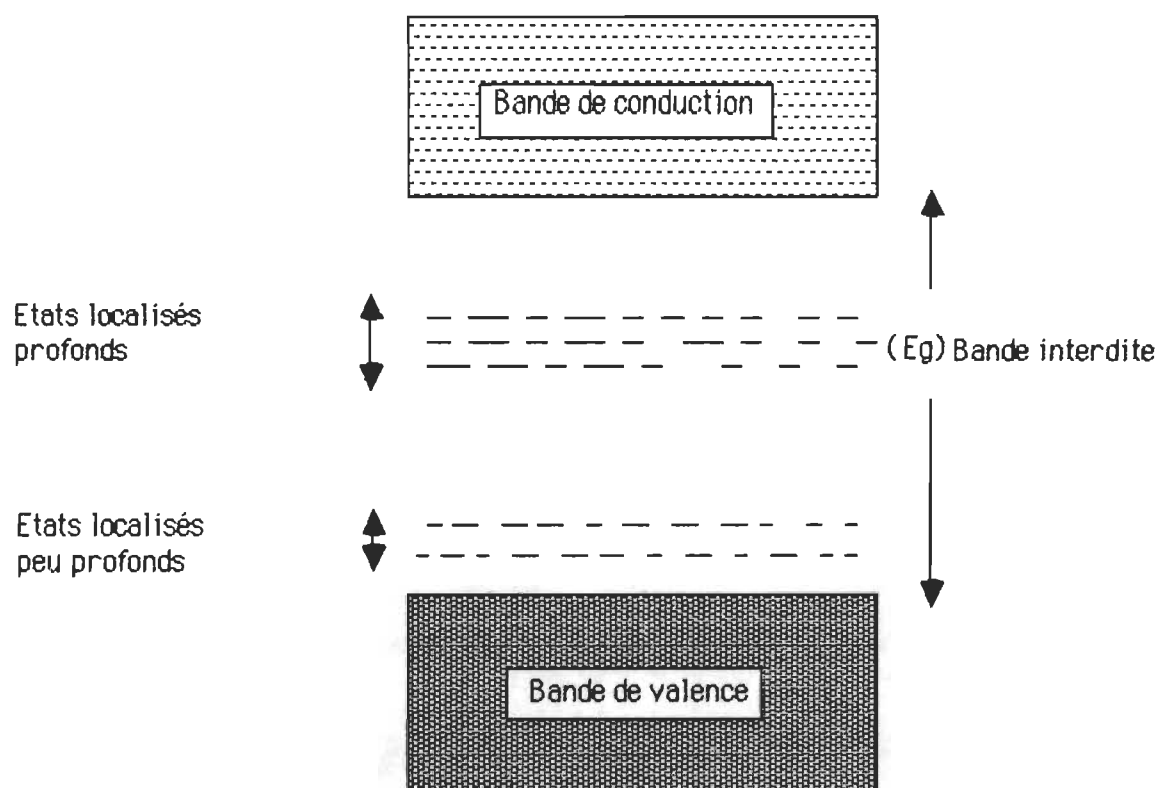 Bande de conduction
Etats localisés
profonds
(Eg) Bande interdite
Etats localisés
peu profonds
Bande de valence